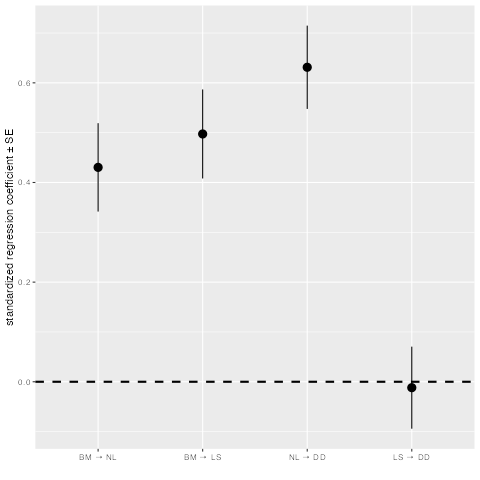 standardized regression coefficient ± SE
0.6
0.4
0.2
0.0
BM → NL BM → LS NL → DD LS → DD